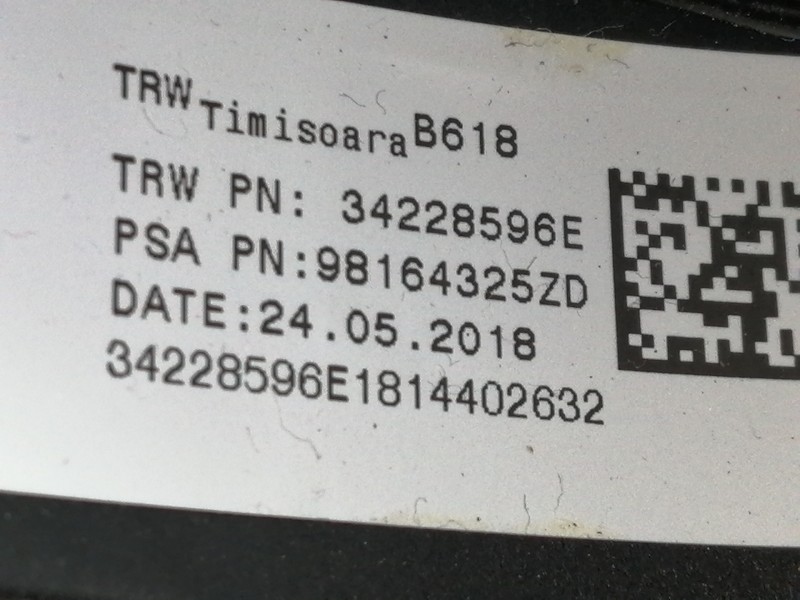 TRW Timisoara B618
TRW PN: 34228596E
PSA PN:98164325ZD
DATE:24.05.2018
34228596E1814402632